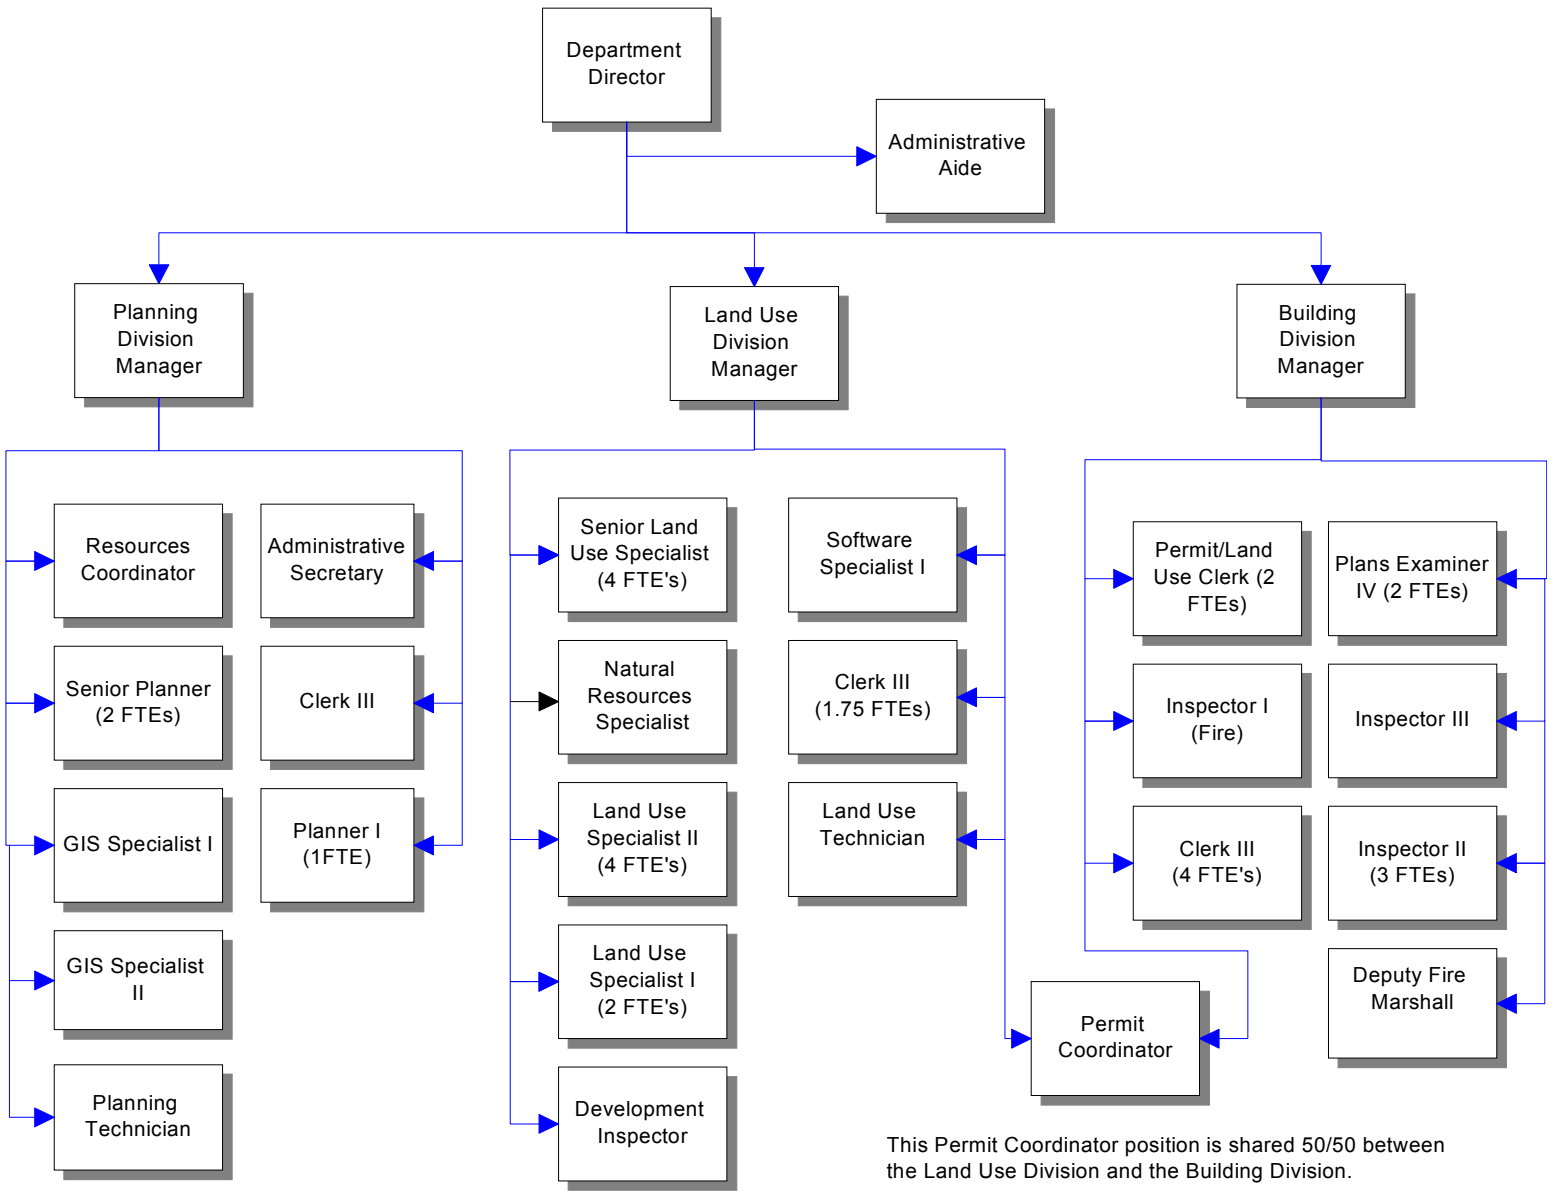 Department
Director
Administrative
Aide
Planning
Division
Manager
Land Use
Division
Manager
Building
Division
Manager
Resources
Coordinator
Administrative
Secretary
Senior Planner
(2 FTEs)
Clerk III
GIS Specialist I
Planner I
(1FTE)
GIS Specialist
II
Planning
Technician
Senior Land
Use Specialist
(4 FTE's)
Software
Specialist I
Natural
Resources
Specialist
Clerk III
(1.75 FTEs)
Land Use
Specialist II
(4 FTE's)
Land Use
Technician
Land Use
Specialist I
(2 FTE's)
Development
Inspector
Permit/Land
Use Clerk (2
FTEs)
Plans Examiner
IV (2 FTEs)
Inspector I
(Fire)
Inspector III
Clerk III
(4 FTE's)
Inspector II
(3 FTEs)
Deputy Fire
Marshall
Permit
Coordinator
This Permit Coordinator position is shared 50/50 between
the Land Use Division and the Building Division.